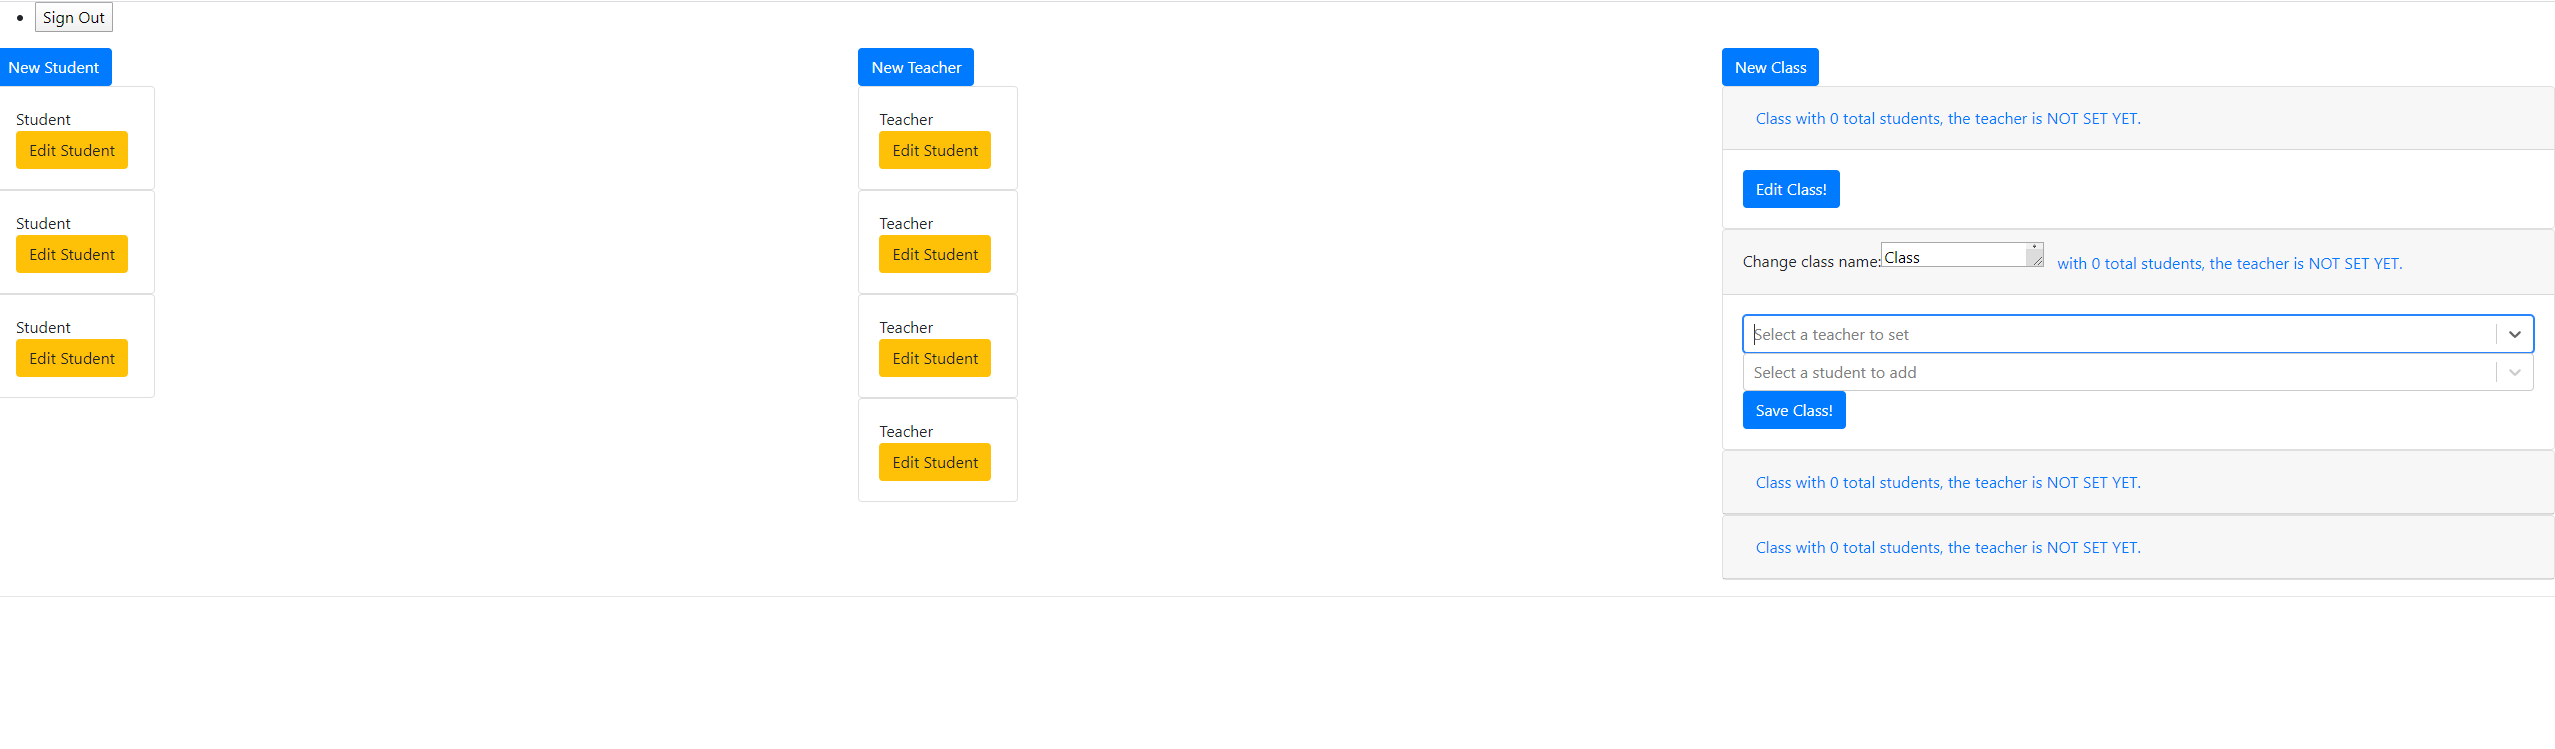 Sign Out
New Student
Student
Edit Student
Student
Edit Student
Student
Edit Student
New Teacher
Teacher
Edit Student
Teacher
Edit Student
Teacher
Edit Student
Teacher
Edit Student
New Class
Class with 0 total students, the teacher is NOT SET YET.
Edit Class!
Change class name: Class with 0 total students, the teacher is NOT SET YET.
Select a teacher to set
Select a student to add
Save Class!
Class with 0 total students, the teacher is NOT SET YET.
Class with 0 total students, the teacher is NOT SET YET.